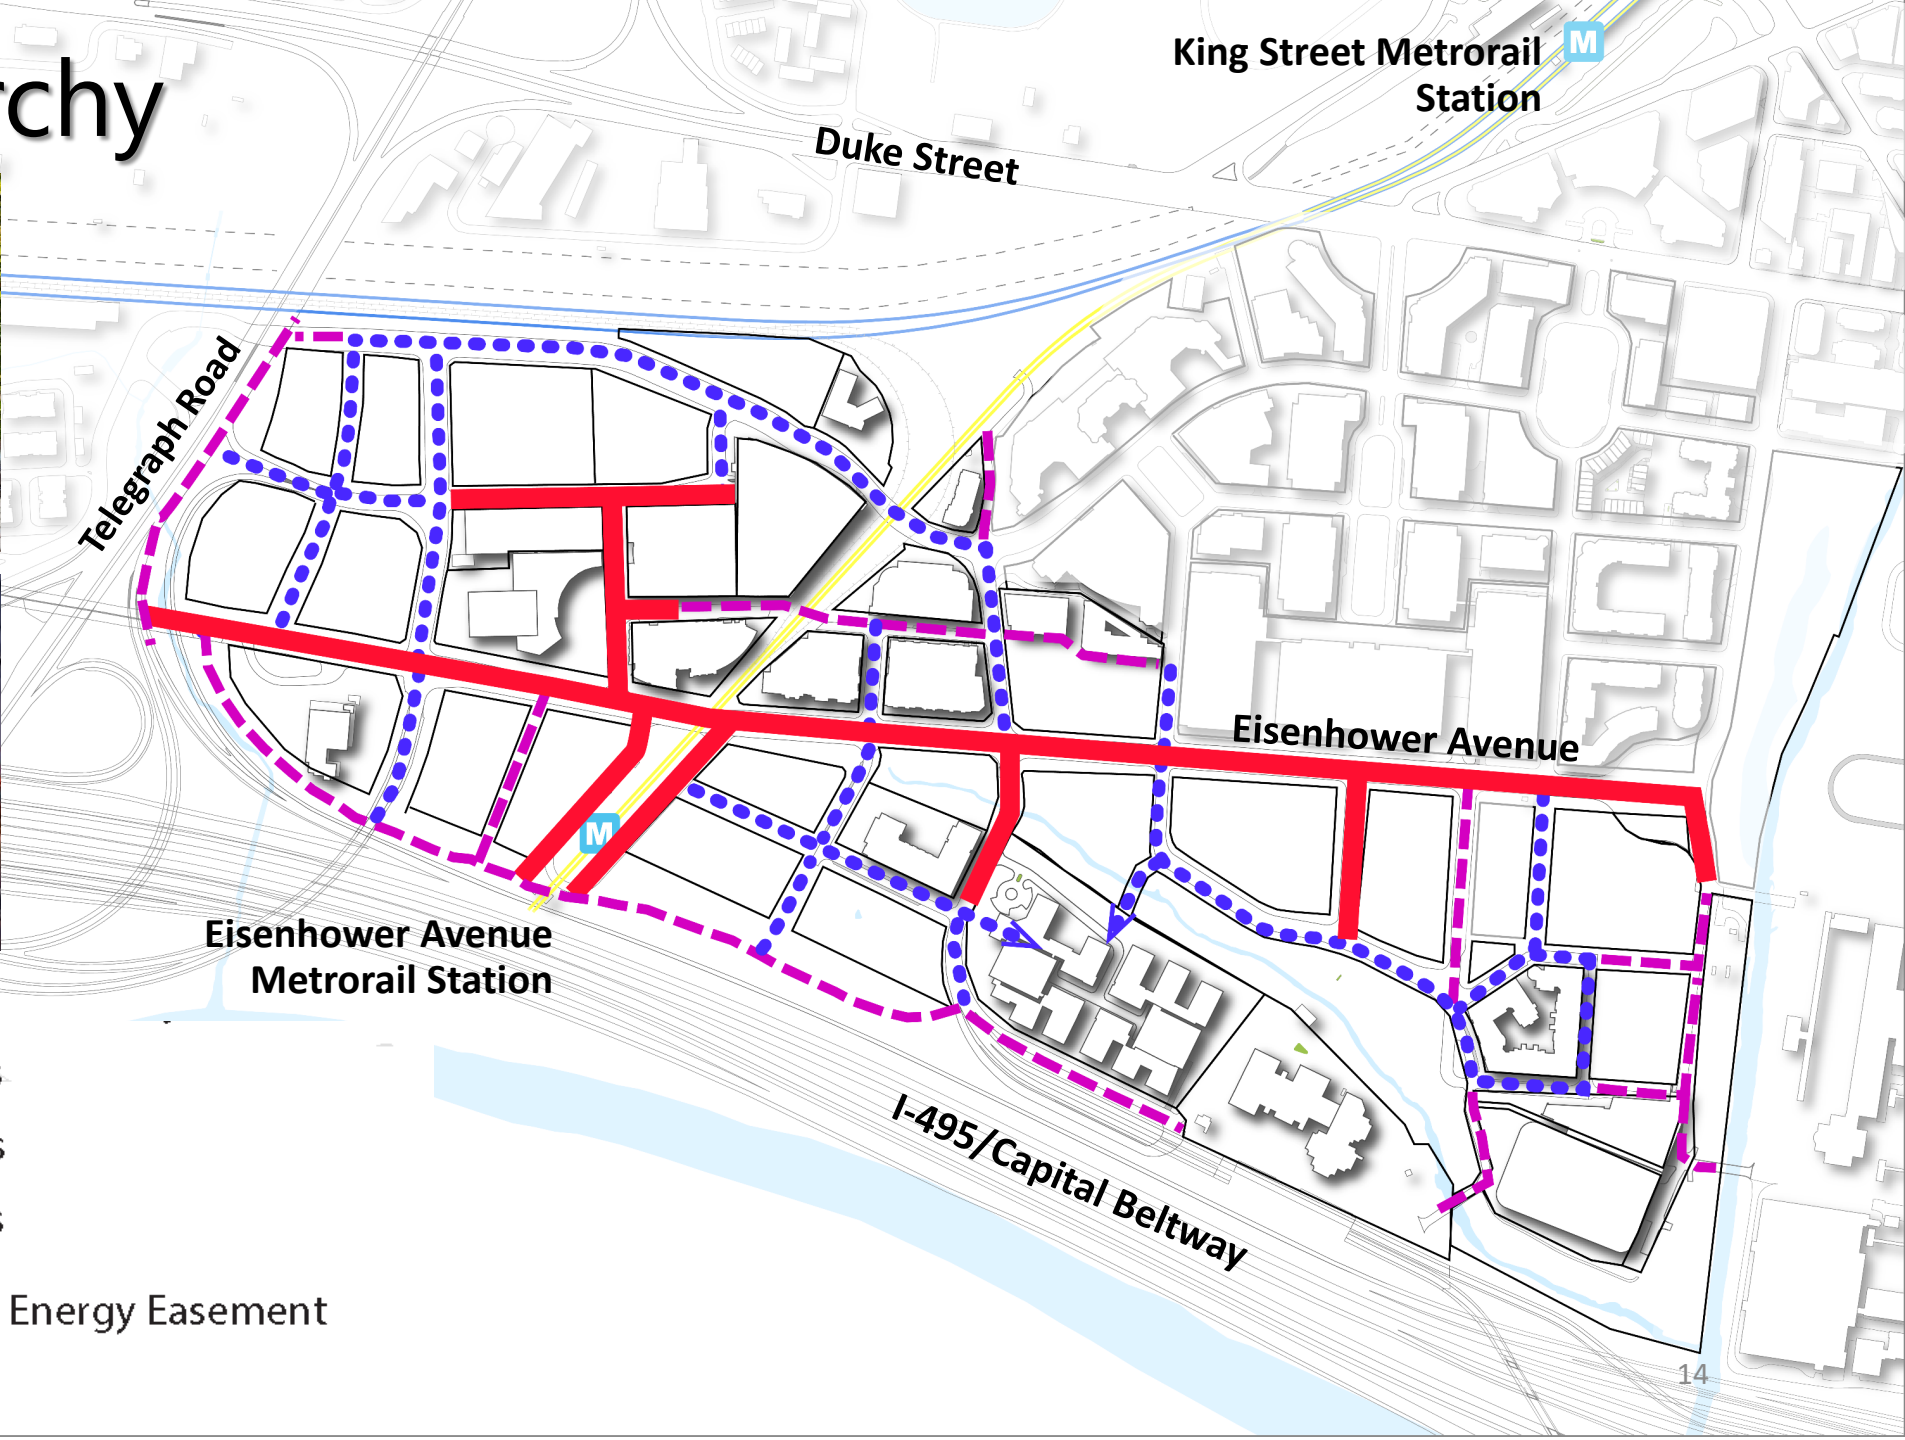 rchy
King Street Metrorail
Station
M
Duke Street
Telegraph Road
Eisenhower Avenue
M
Eisenhower Avenue
Metrorail Station
I-495/Capital Beltway
s
s
Energy Easement
14